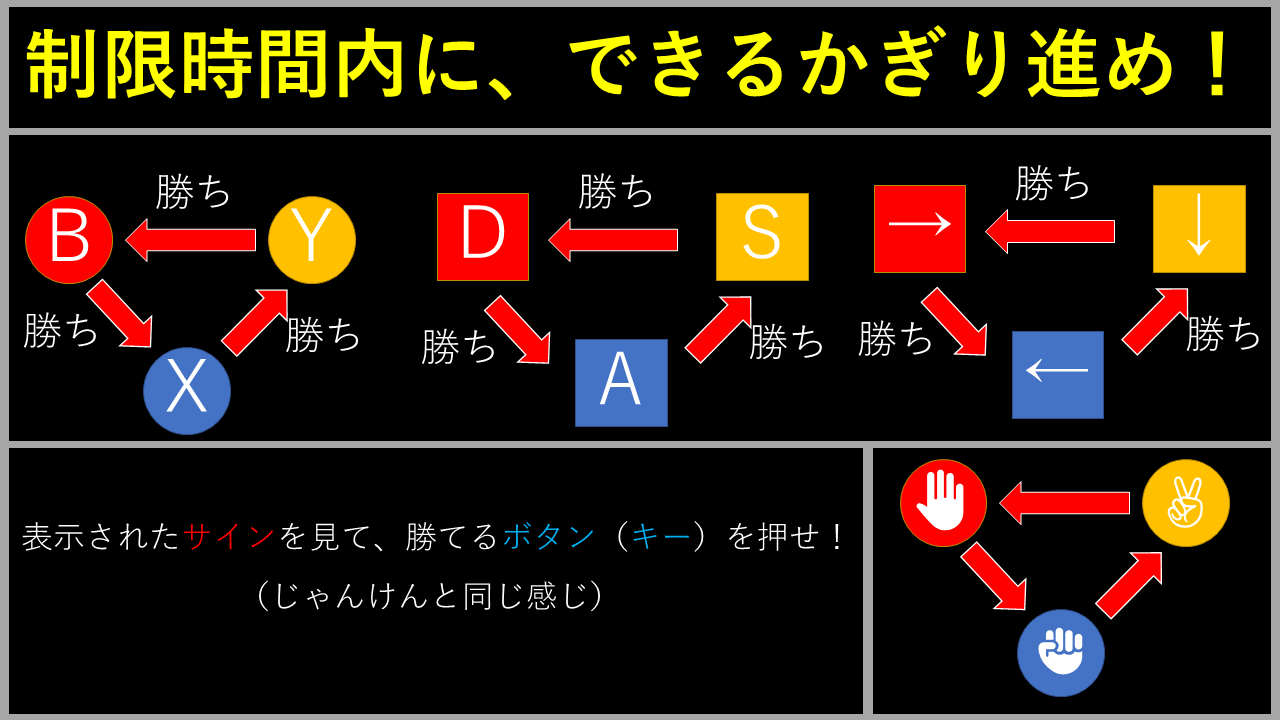 制限時間内に、できるかぎり進め！
勝ち
B
Y
勝ち
勝ち
X
勝ち
D
S
勝ち
勝ち
A
勝ち
→
↓
勝ち
勝ち
←
表示されたサインを見て、勝てるボタン（キー）を押せ！
（じゃんけんと同じ感じ）